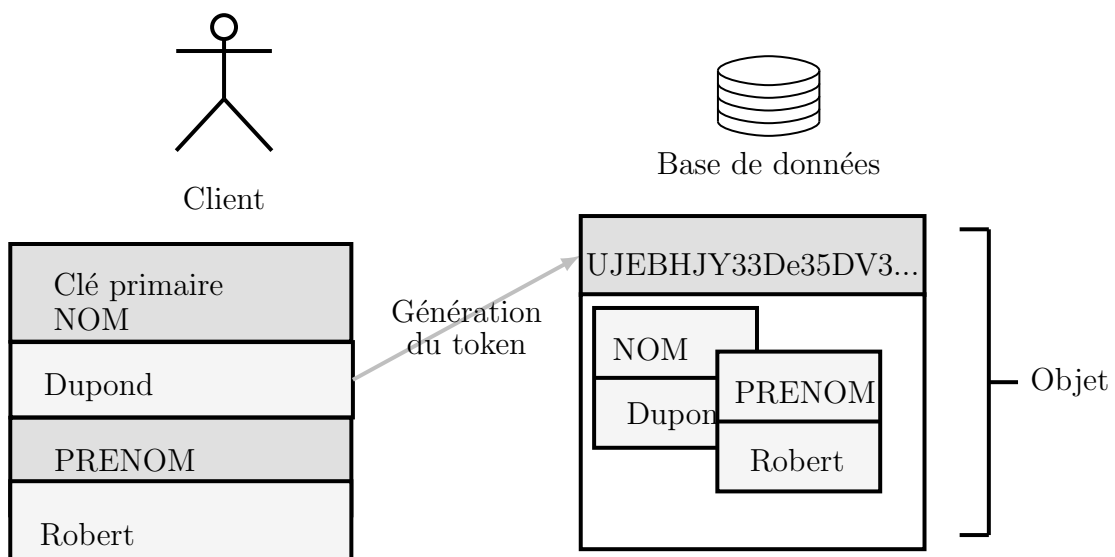 Client
Base de données
Clé primaire
NOM
Dupond
PRENOM
Robert
Génération
du token
UJEBHJY33De35DV3...
NOM
Dupon
PRENOM
Robert
Objet